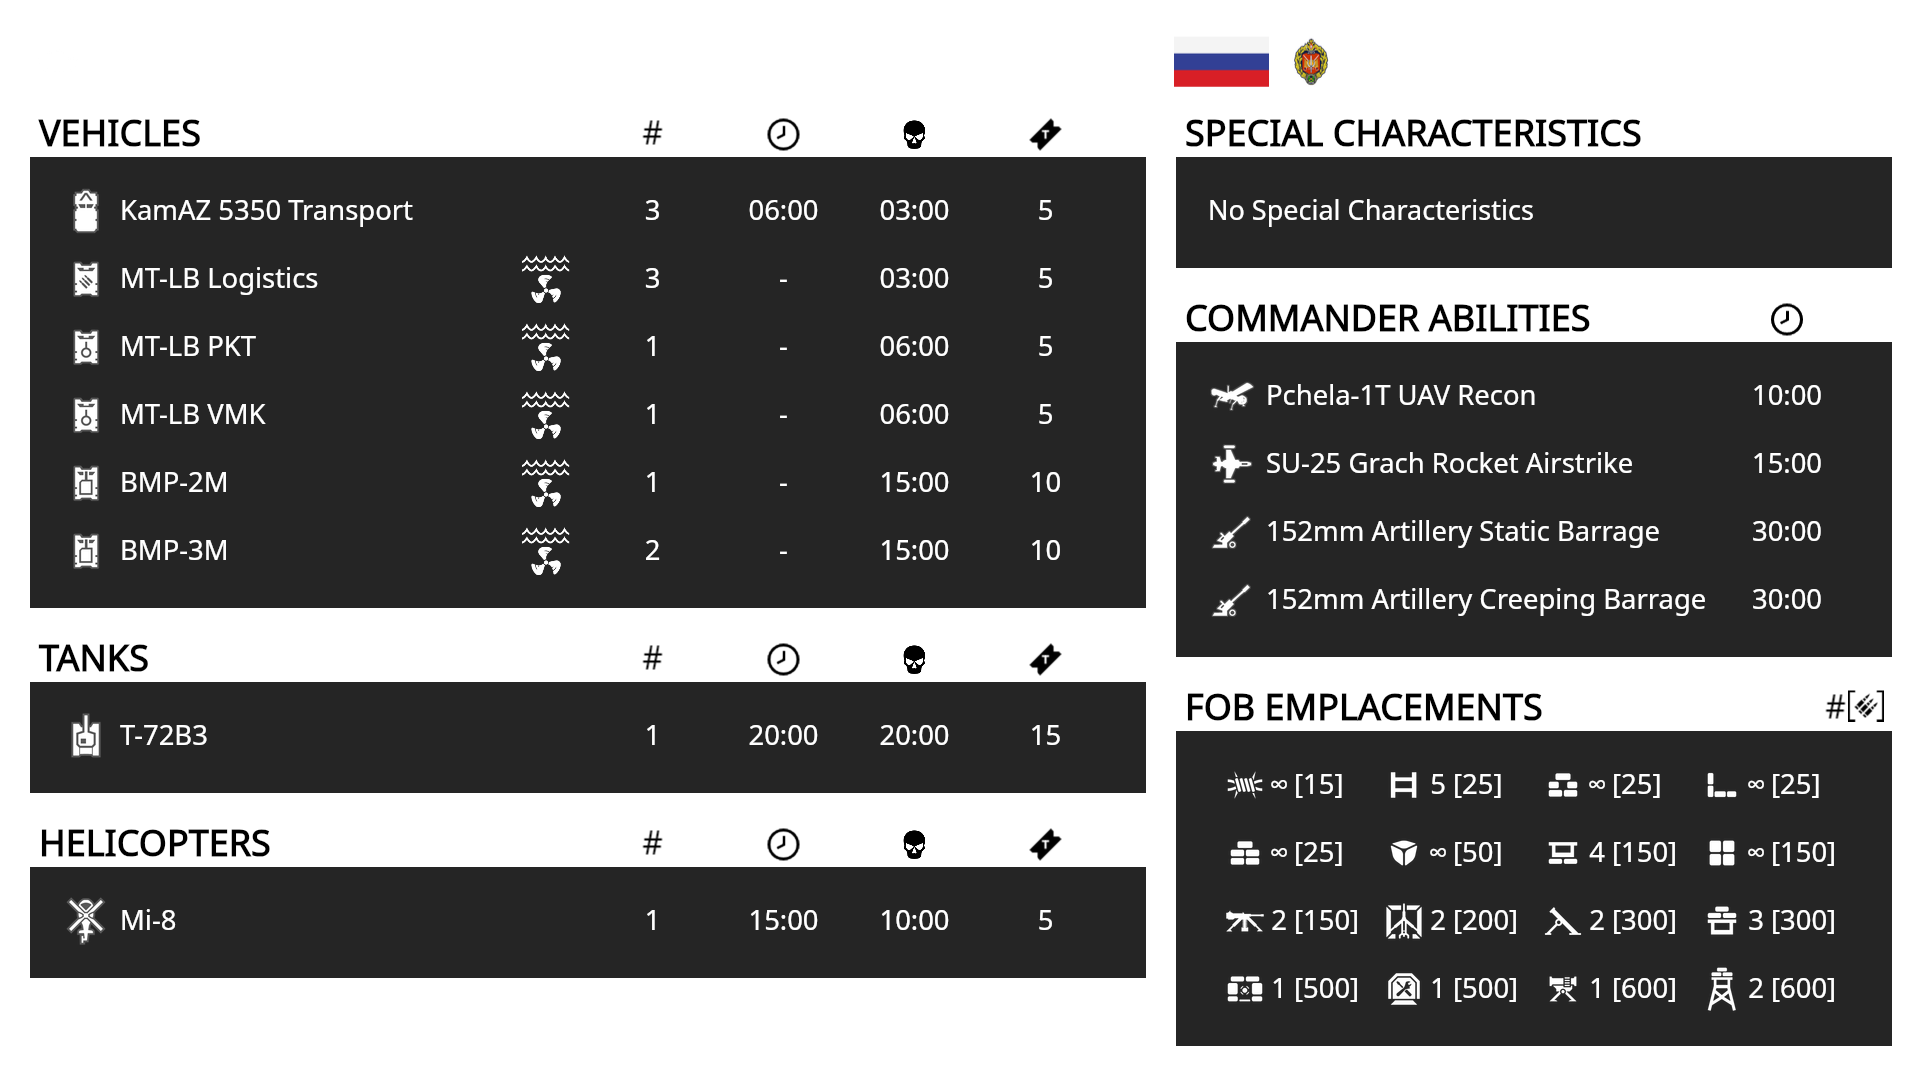 VEHICLES #
KamAZ 5350 Transport 3 06:00 03:00 5
MT-LB Logistics 3 - 03:00 5
MT-LB PKT 1 - 06:00 5
MT-LB VMK 1 - 06:00 5
BMP-2M 1 - 15:00 10
BMP-3M 2 - 15:00 10
TANKS #
T-72B3 1 20:00 20:00 15
HELICOPTERS #
Mi-8 1 15:00 10:00 5
SPECIAL CHARACTERISTICS
No Special Characteristics
COMMANDER ABILITIES
Pchela-1T UAV Recon 10:00
SU-25 Grach Rocket Airstrike 15:00
152mm Artillery Static Barrage 30:00
152mm Artillery Creeping Barrage 30:00
FOB EMPLACEMENTS #[]
∞ [15] 5 [25] ∞ [25] ∞ [25]
∞ [25] ∞ [50] 4 [150] ∞ [150]
2 [150] 2 [200] 2 [300] 3 [300]
1 [500] 1 [500] 1 [600] 2 [600]